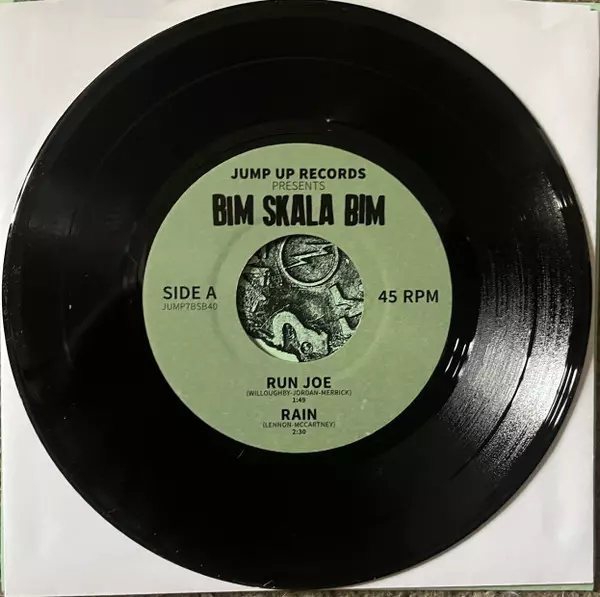 JUMP UP RECORDS
PRESENTS
BIM SKALA BIM
SIDE A
JUMP7BSB40
45 RPM
RUN JOE
(WILLOUGHBY-JORDAN-MERRICK)
1:49
RAIN
(LENNON-MCCARTNEY)
2:30